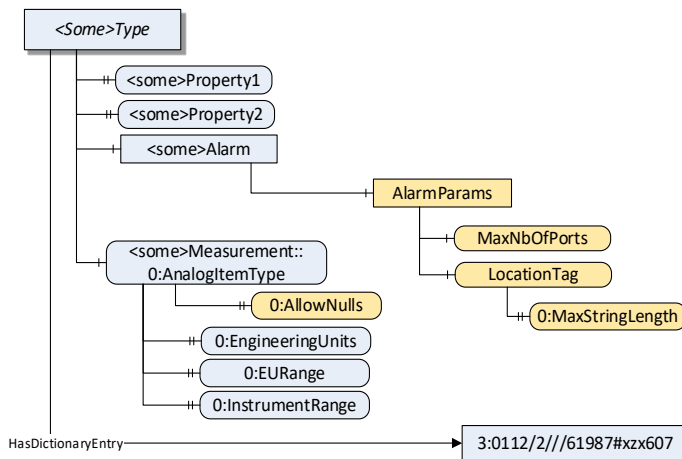 <Some>Type
<some>Property1
<some>Property2
<some>Alarm
AlarmParams
MaxNbOfPorts
LocationTag
0:MaxStringLength
<some>Measurement::
0:AnalogItemType
0:AllowNulls
0:EngineeringUnits
0:EURange
0:InstrumentRange
HasDictionaryEntry
3:0112/2///61987#xzx607